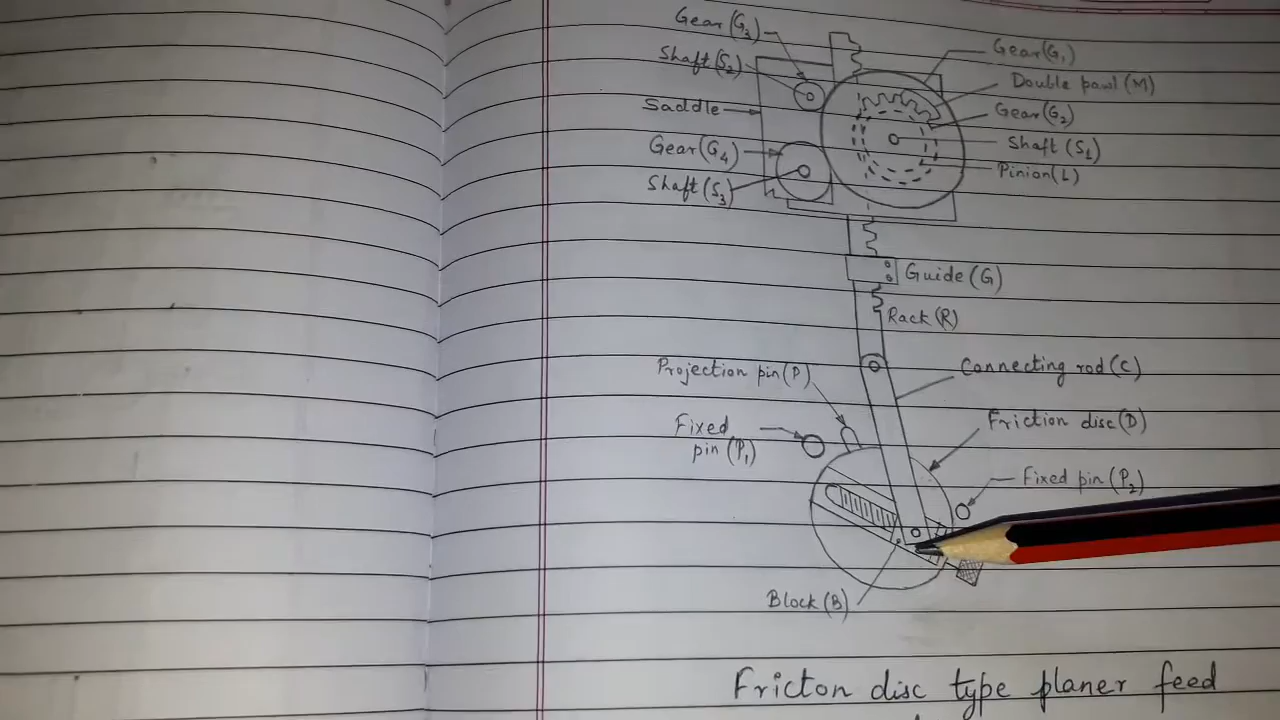 Gear(G3)
Shaft(S2)
Saddle
Gear(G4)
Shaft(S3)
Gear(G1)
Double pawl(M)
Gear(G2)
Shaft(S1)
Pinion(L)
Guide(G)
Rack(R)
Projection pin(P)
Connecting rod(C)
Fixed
pin(P1)
Friction disc(D)
Fixed pin(P2)
Block(B)
Fricton disc type planer feed